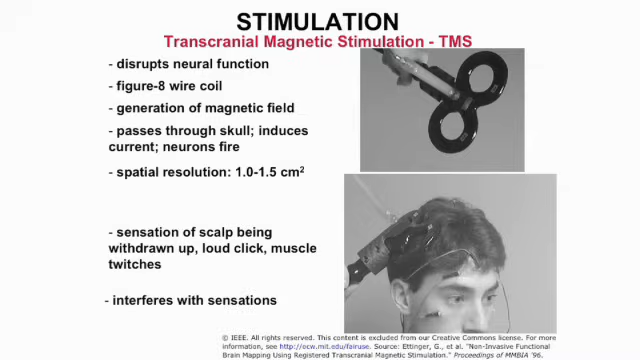 STIMULATION
Transcranial Magnetic Stimulation - TMS
- disrupts neural function
- figure-8 wire coil
- generation of magnetic field
- passes through skull; induces
current; neurons fire
- spatial resolution: 1.0-1.5 cm²
- sensation of scalp being
withdrawn up, loud click, muscle
twitches
- interferes with sensations
© IEEE. All rights reserved. This content is excluded from our Creative Commons license. For more
information, see http://ocw.mit.edu/fairuse. Source: Ettinger, G., et al. "Non-Invasive Functional
Brain Mapping Using Registered Transcranial Magnetic Stimulation." Proceedings of MMBIA '96.